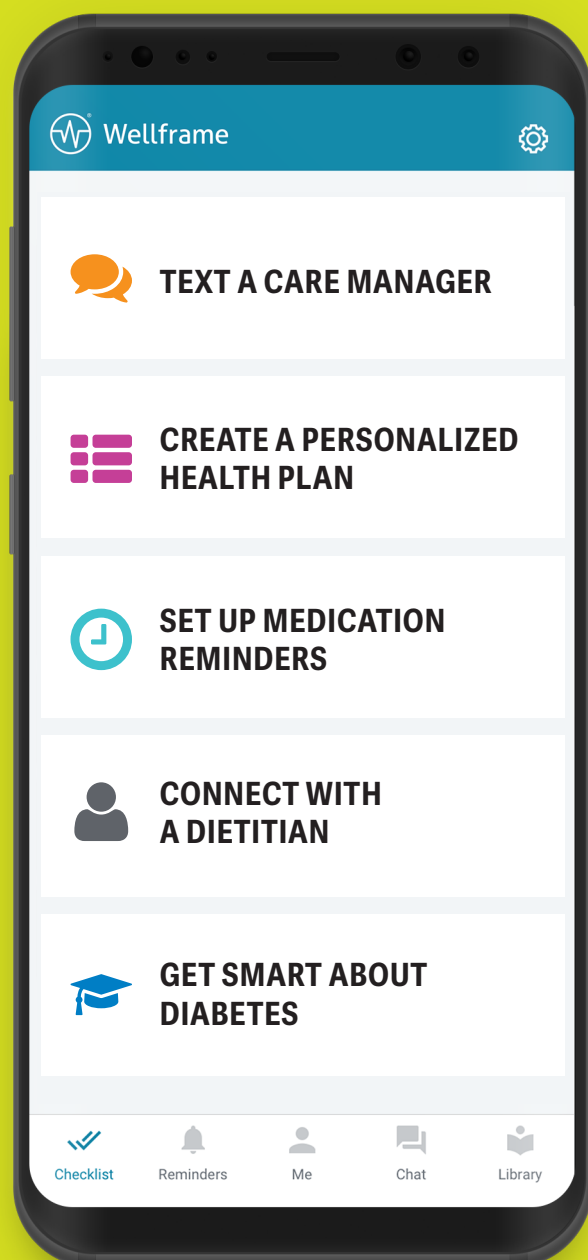 Wellframe
TEXT A CARE MANAGER
CREATE A PERSONALIZED
HEALTH PLAN
SET UP MEDICATION
REMINDERS
CONNECT WITH
A DIETITIAN
GET SMART ABOUT
DIABETES
Checklist Reminders Me Chat Library